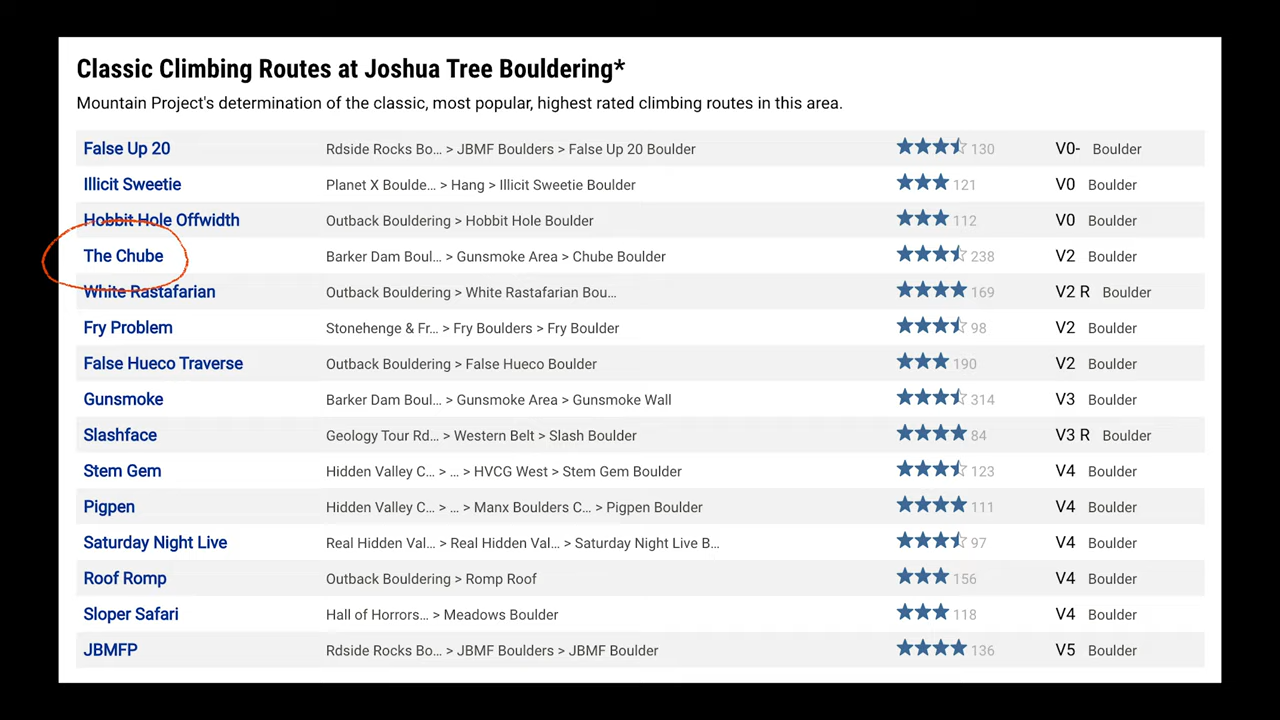 Classic Climbing Routes at Joshua Tree Bouldering*
Mountain Project's determination of the classic, most popular, highest rated climbing routes in this area.
False Up 20 Rdside Rocks Bo... > JBMF Boulders > False Up 20 Boulder 130 V0- Boulder
Illicit Sweetie Planet X Boulde... > Hang > Illicit Sweetie Boulder 121 V0 Boulder
Hobbit Hole Offwidth Outback Bouldering > Hobbit Hole Boulder 112 V0 Boulder
The Chube Barker Dam Boul... > Gunsmoke Area > Chube Boulder 238 V2 Boulder
White Rastafarian Outback Bouldering > White Rastafarian Bou... 169 V2 R Boulder
Fry Problem Stonehenge & Fr... > Fry Boulders > Fry Boulder 98 V2 Boulder
False Hueco Traverse Outback Bouldering > False Hueco Boulder 190 V2 Boulder
Gunsmoke Barker Dam Boul... > Gunsmoke Area > Gunsmoke Wall 314 V3 Boulder
Slashface Geology Tour Rd... > Western Belt > Slash Boulder 84 V3 R Boulder
Stem Gem Hidden Valley C... > ... > HVCG West > Stem Gem Boulder 123 V4 Boulder
Pigpen Hidden Valley C... > ... > Manx Boulders C... > Pigpen Boulder 111 V4 Boulder
Saturday Night Live Real Hidden Val... > Real Hidden Val... > Saturday Night Live B... 97 V4 Boulder
Roof Romp Outback Bouldering > Romp Roof 156 V4 Boulder
Sloper Safari Hall of Horrors... > Meadows Boulder 118 V4 Boulder
JBMFP Rdside Rocks Bo... > JBMF Boulders > JBMF Boulder 136 V5 Boulder